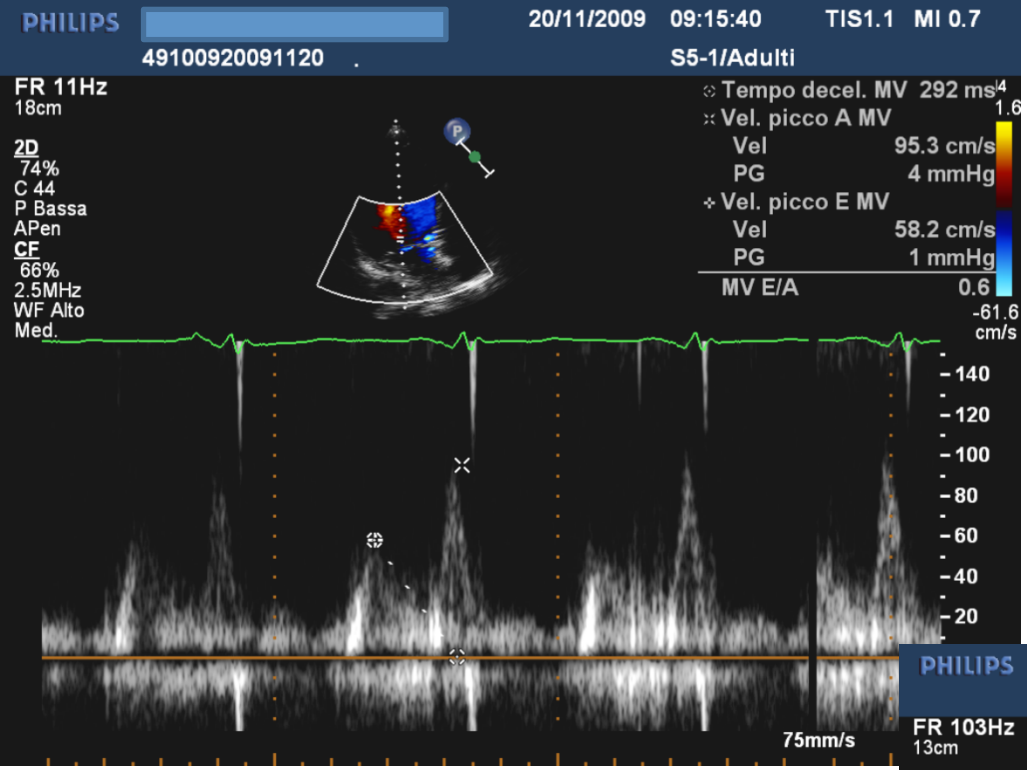 PHILIPS
20/11/2009 09:15:40 TIS1.1 MI 0.7
49100920091120 . S5-1/Adulti
FR 11Hz
18cm
2D
74%
C 44
P Bassa
APen
CF
66%
2.5MHz
WF Alto
Med.
P
Tempo decel. MV 292 ms
Vel. picco A MV
Vel 95.3 cm/s
PG 4 mmHg
Vel. picco E MV
Vel 58.2 cm/s
PG 1 mmHg
MV E/A 0.6
1.6
-61.6
cm/s
140
120
100
80
60
40
20
75mm/s
PHILIPS
FR 103Hz
13cm